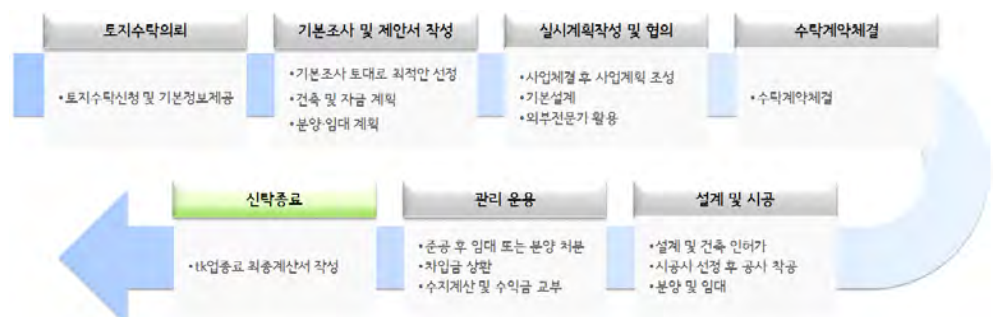 토지수탁의뢰
• 토지수탁신청 및 기본정보제공
기본조사 및 제안서 작성
• 기본조사 토대로 최적안 선정
• 건축 및 자금 계획
• 분양·임대 계획
실시계획작성 및 협의
• 사업체결 후 사업계획 조성
• 기본설계
• 외부전문가 활용
수탁계약체결
• 수탁계약체결
설계 및 시공
• 설계 및 건축 인허가
• 시공사 선정 후 공사 착공
• 분양 및 임대
관리 운용
• 준공 후 임대 또는 분양 처분
• 차입금 상환
• 수지계산 및 수익금 교부
신탁종료
• tk업종료 최종계산서 작성